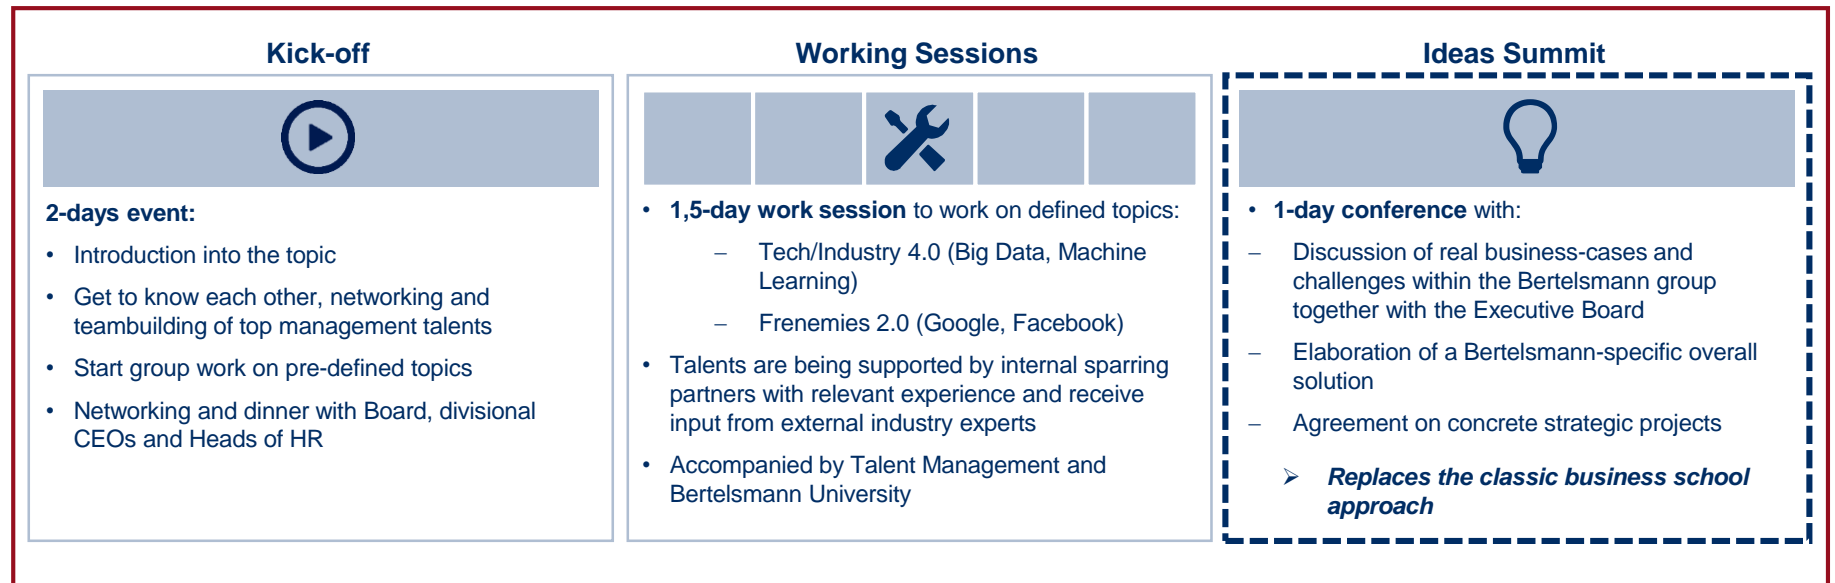 Kick-off
2-days event:
• Introduction into the topic
• Get to know each other, networking and
teambuilding of top management talents
• Start group work on pre-defined topics
• Networking and dinner with Board, divisional
CEOs and Heads of HR
Working Sessions
• 1,5-day work session to work on defined topics:
– Tech/Industry 4.0 (Big Data, Machine
Learning)
– Frenemies 2.0 (Google, Facebook)
• Talents are being supported by internal sparring
partners with relevant experience and receive
input from external industry experts
• Accompanied by Talent Management and
Bertelsmann University
Ideas Summit
• 1-day conference with:
– Discussion of real business-cases and
challenges within the Bertelsmann group
together with the Executive Board
– Elaboration of a Bertelsmann-specific overall
solution
– Agreement on concrete strategic projects
➢ Replaces the classic business school
approach